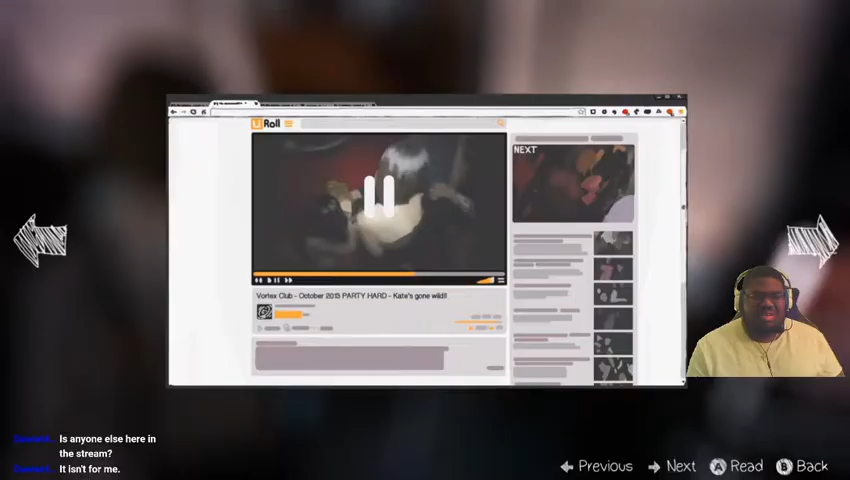 U Roll
NEXT
Vortex Club - October 2013 PARTY HARD - Kate's gone wild!!
Is anyone else here in
the stream?
It isn't for me.
Previous
Next
A Read
B Back